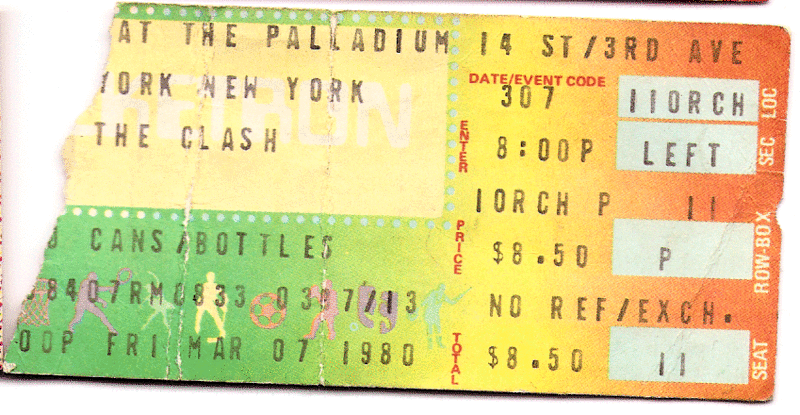 AT THE PALLADIUM 14 ST/3RD AVE
YORK NEW YORK
DATE/EVENT CODE
307
11ORCH
LOC
THE CLASH
ENTER
8:00P
LEFT
SEC
1ORCH P 11
CANS/BOTTLES
PRICE
$8.50
P
ROW-BOX
NO REF/EXCH.
00P FRI MAR 07 1980
TOTAL
$8.50
11
SEAT